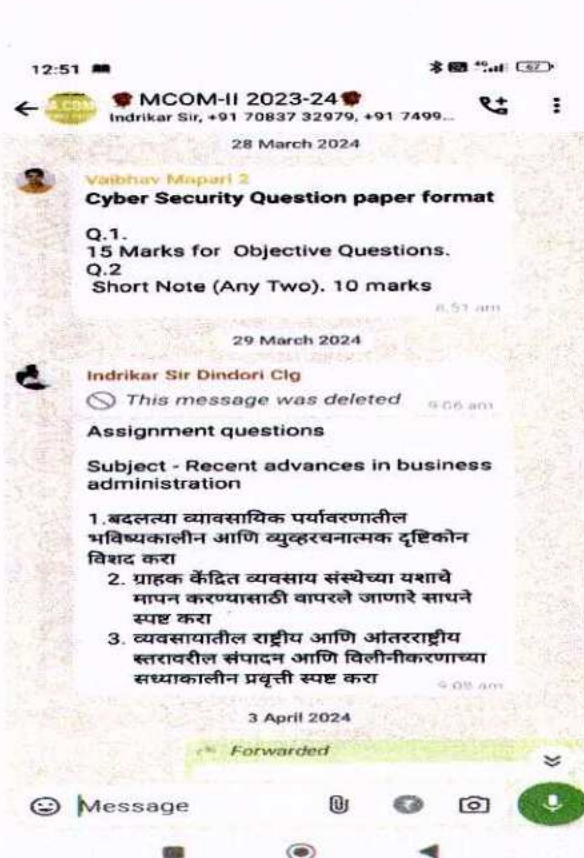 12:51
62
A.COM
MCOM-II 2023-24
Indrikar Sir, +91 70837 32979, +91 7499...
28 March 2024
Vaibhav Mapari 2
Cyber Security Question paper format
Q.1.
15 Marks for Objective Questions.
Q.2
Short Note (Any Two). 10 marks
8:51 am
29 March 2024
Indrikar Sir Dindori Clg
This message was deleted 9:06 am
Assignment questions
Subject - Recent advances in business
administration
1.बदलत्या व्यावसायिक पर्यावरणातील
भविष्यकालीन आणि व्युव्हरचनात्मक दृष्टिकोन
विशद करा
2. ग्राहक केंद्रित व्यवसाय संस्थेच्या यशाचे
मापन करण्यासाठी वापरले जाणारे साधने
स्पष्ट करा
3. व्यवसायातील राष्ट्रीय आणि आंतरराष्ट्रीय
स्तरावरील संपादन आणि विलीनीकरणाच्या
सध्याकालीन प्रवृत्ती स्पष्ट करा
9:08 am
3 April 2024
Forwarded
Message